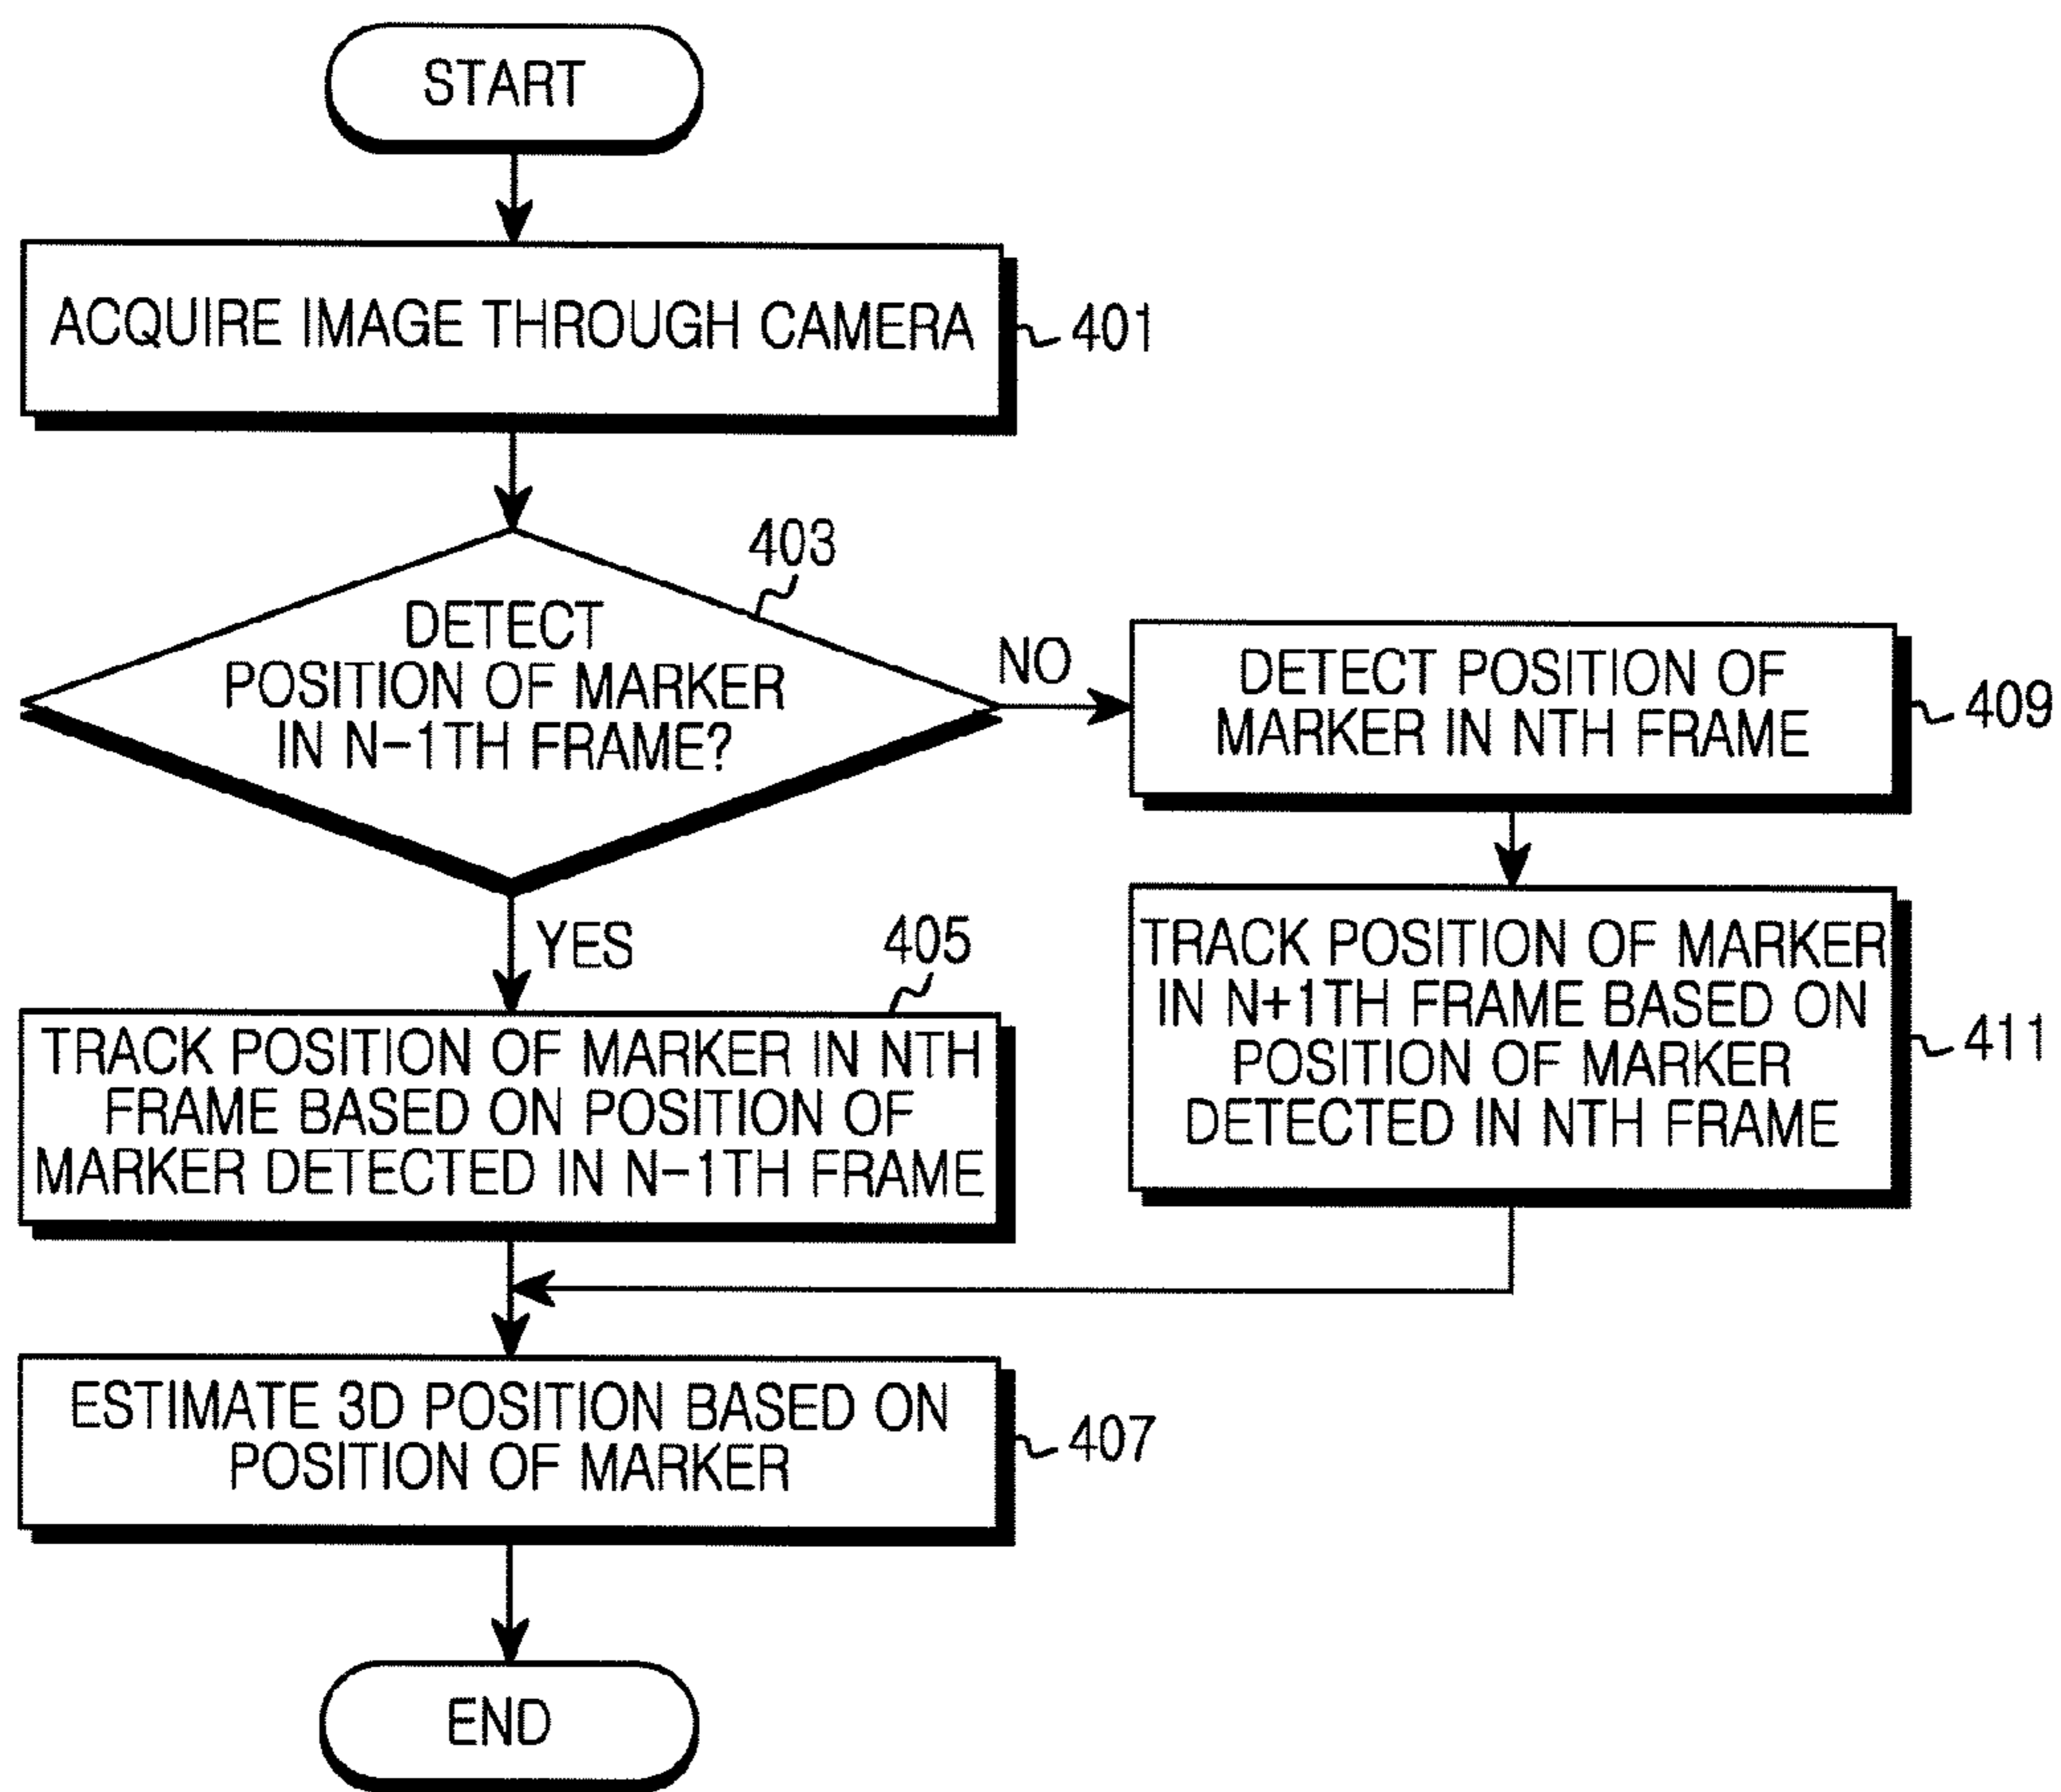 START
ACQUIRE IMAGE THROUGH CAMERA
401
403
DETECT
POSITION OF MARKER
IN N-1TH FRAME?
NO
DETECT POSITION OF
MARKER IN NTH FRAME
409
YES
405
TRACK POSITION OF MARKER IN NTH
FRAME BASED ON POSITION OF
MARKER DETECTED IN N-1TH FRAME
TRACK POSITION OF MARKER
IN N+1TH FRAME BASED ON
POSITION OF MARKER
DETECTED IN NTH FRAME
411
ESTIMATE 3D POSITION BASED ON
POSITION OF MARKER
407
END